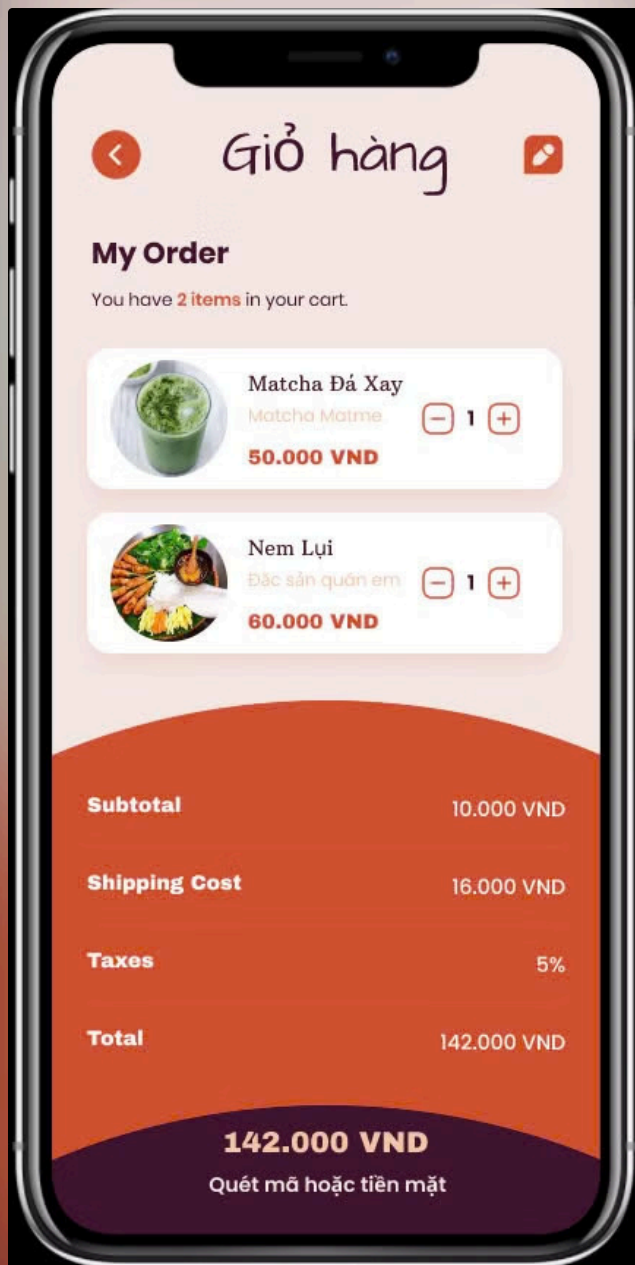 Giỏ hàng
My Order
You have 2 items in your cart.
Matcha Đá Xay
Matcha Matme
50.000 VND
1
Nem Lụi
Đăc sản quán em
60.000 VND
1
Subtotal
10.000 VND
Shipping Cost
16.000 VND
Taxes
5%
Total
142.000 VND
142.000 VND
Quét mã hoặc tiền mặt